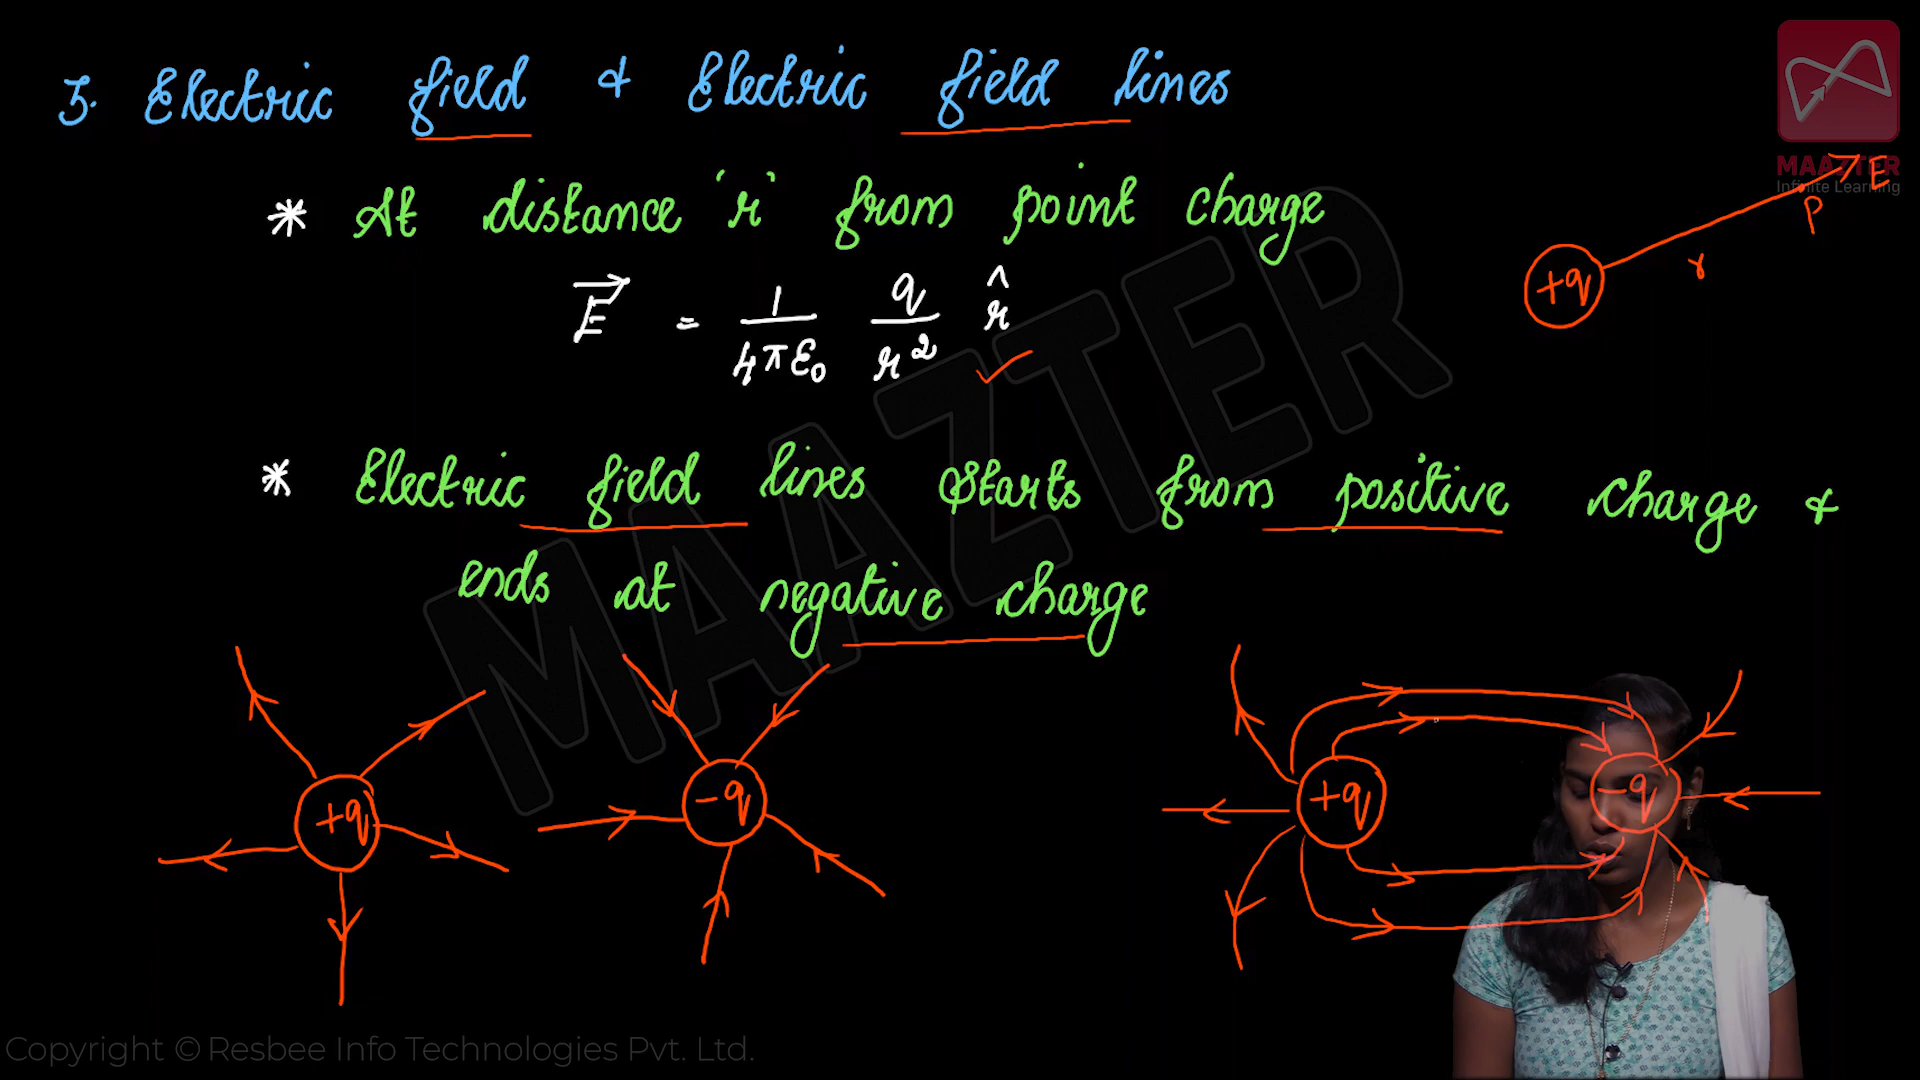 5. Electric field & Electric field lines
MAAZTER
Infinite Learning
* At distance 'r' from point charge
E⃗ = 1/4πε₀ q/r² r̂
+q r P E
* Electric field lines starts from positive charge &
ends at negative charge
+q -q +q -q
MAAZTER
Copyright © Resbee Info Technologies Pvt. Ltd.